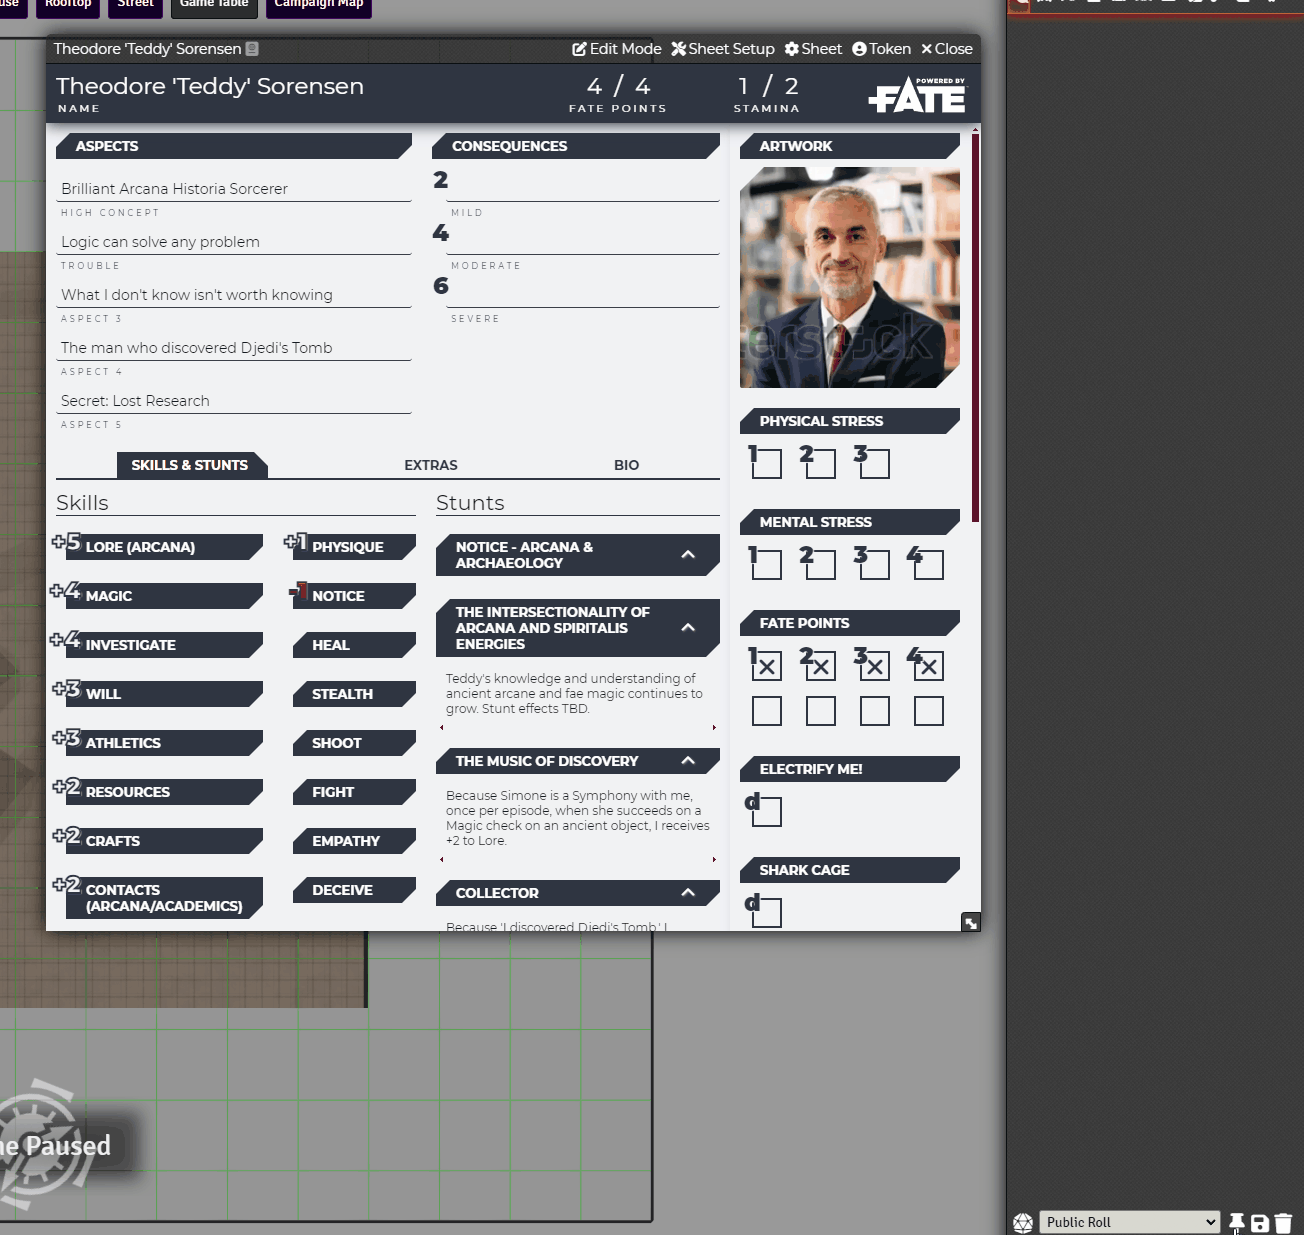 Rooftop
Street
Game Table
Campaign Map
Theodore 'Teddy' Sorensen
Edit Mode
Sheet Setup
Sheet
Token
Close
Theodore 'Teddy' Sorensen
NAME
4 / 4
FATE POINTS
1 / 2
STAMINA
POWERED BY
FATE
ASPECTS
Brilliant Arcana Historia Sorcerer
HIGH CONCEPT
Logic can solve any problem
TROUBLE
What I don't know isn't worth knowing
ASPECT 3
The man who discovered Djedi's Tomb
ASPECT 4
Secret: Lost Research
ASPECT 5
CONSEQUENCES
2
MILD
4
MODERATE
6
SEVERE
ARTWORK
PHYSICAL STRESS
1 2 3
MENTAL STRESS
1 2 3 4
FATE POINTS
1 2 3 4
ELECTRIFY ME!
d
SHARK CAGE
d
SKILLS & STUNTS
EXTRAS
BIO
Skills
+5 LORE (ARCANA)
+4 MAGIC
+4 INVESTIGATE
+3 WILL
+3 ATHLETICS
+2 RESOURCES
+2 CRAFTS
+2 CONTACTS
(ARCANA/ACADEMICS)
+1 PHYSIQUE
-1 NOTICE
HEAL
STEALTH
SHOOT
FIGHT
EMPATHY
DECEIVE
Stunts
NOTICE - ARCANA &
ARCHAEOLOGY
THE INTERSECTIONALITY OF
ARCANA AND SPIRITALIS
ENERGIES
Teddy's knowledge and understanding of
ancient arcane and fae magic continues to
grow. Stunt effects TBD.
THE MUSIC OF DISCOVERY
Because Simone is a Symphony with me,
once per episode, when she succeeds on a
Magic check on an ancient object, I receives
+2 to Lore.
COLLECTOR
Because 'I discovered Djedi's Tomb,' I
Paused
Public Roll